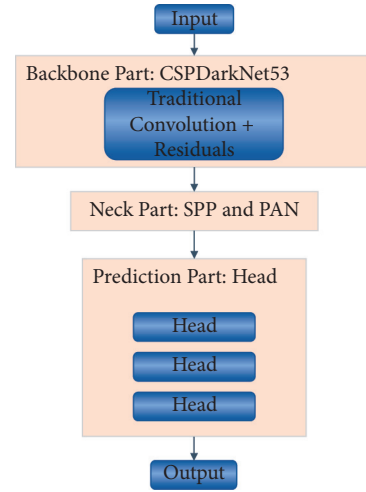 Input
Backbone Part: CSPDarkNet53
Traditional
Convolution +
Residuals
Neck Part: SPP and PAN
Prediction Part: Head
Head
Head
Head
Output